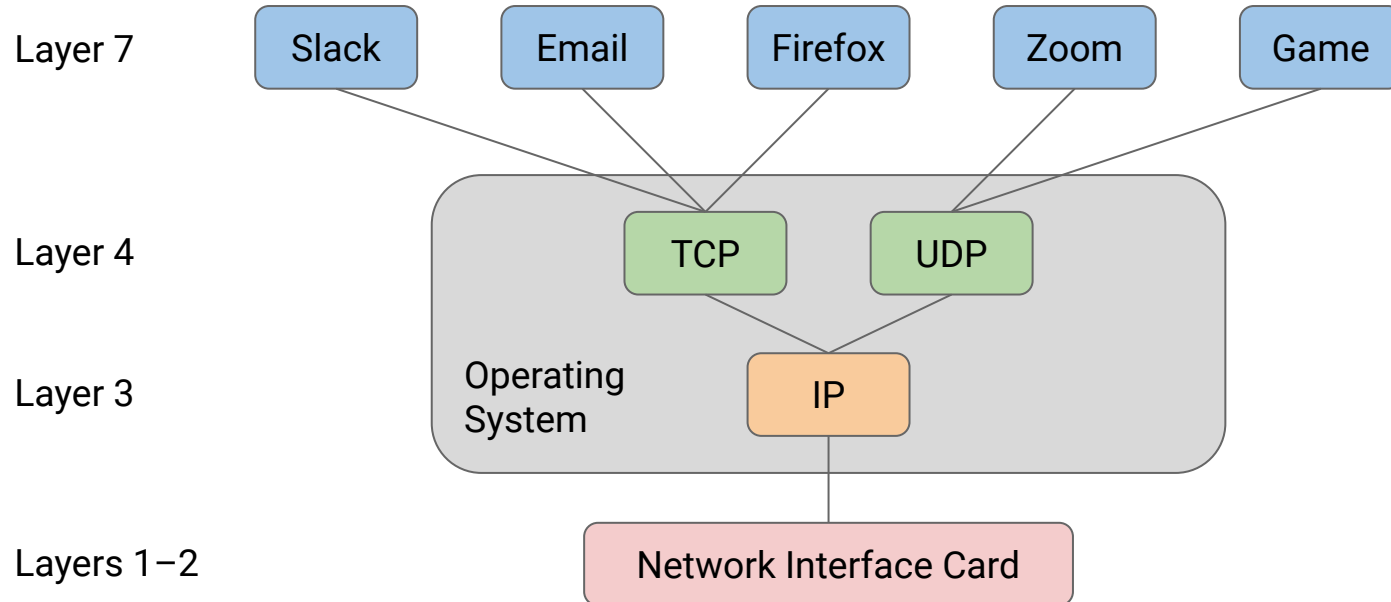 Layer 7
Slack
Email
Firefox
Zoom
Game
Layer 4
TCP
UDP
Layer 3
Operating
System
IP
Layers 1–2
Network Interface Card